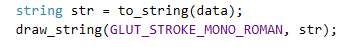 string str = to_string(data);
draw_string(GLUT_STROKE_MONO_ROMAN, str);